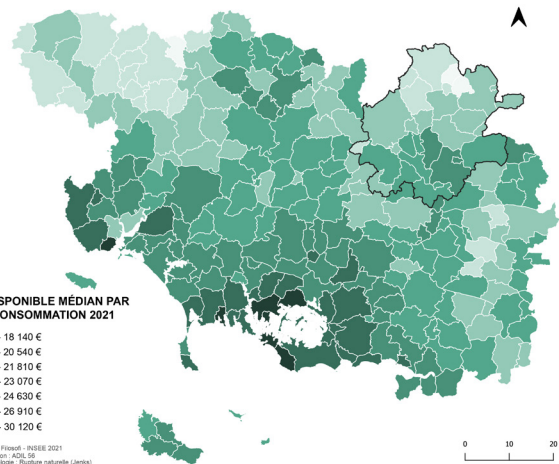 SPONIBLE MÉDIAN PAR
ONSOMMATION 2021
18 140 €
20 540 €
21 810 €
23 070 €
24 630 €
26 910 €
30 120 €
Filosofi - INSEE 2021
on : ADIL 56
ologie : Rupture naturelle (Jenks)
0 10 20